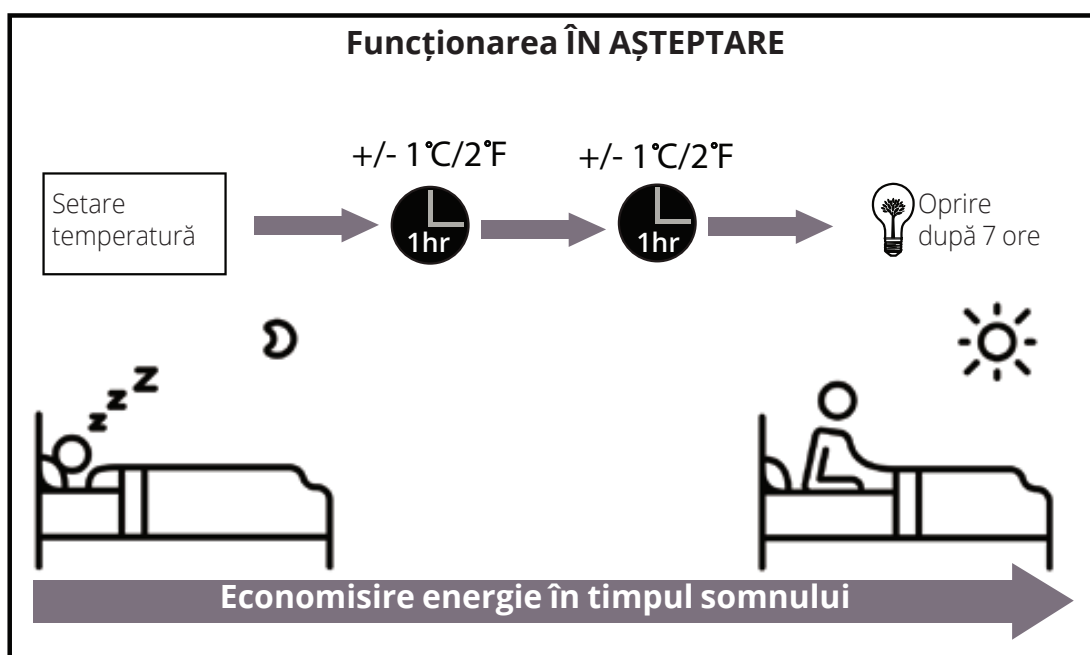 Funcționarea ÎN AȘTEPTARE
+/- 1°C/2°F
+/- 1°C/2°F
Setare
temperatură
1hr
1hr
Oprire
după 7 ore
z z Z
Economisire energie în timpul somnului